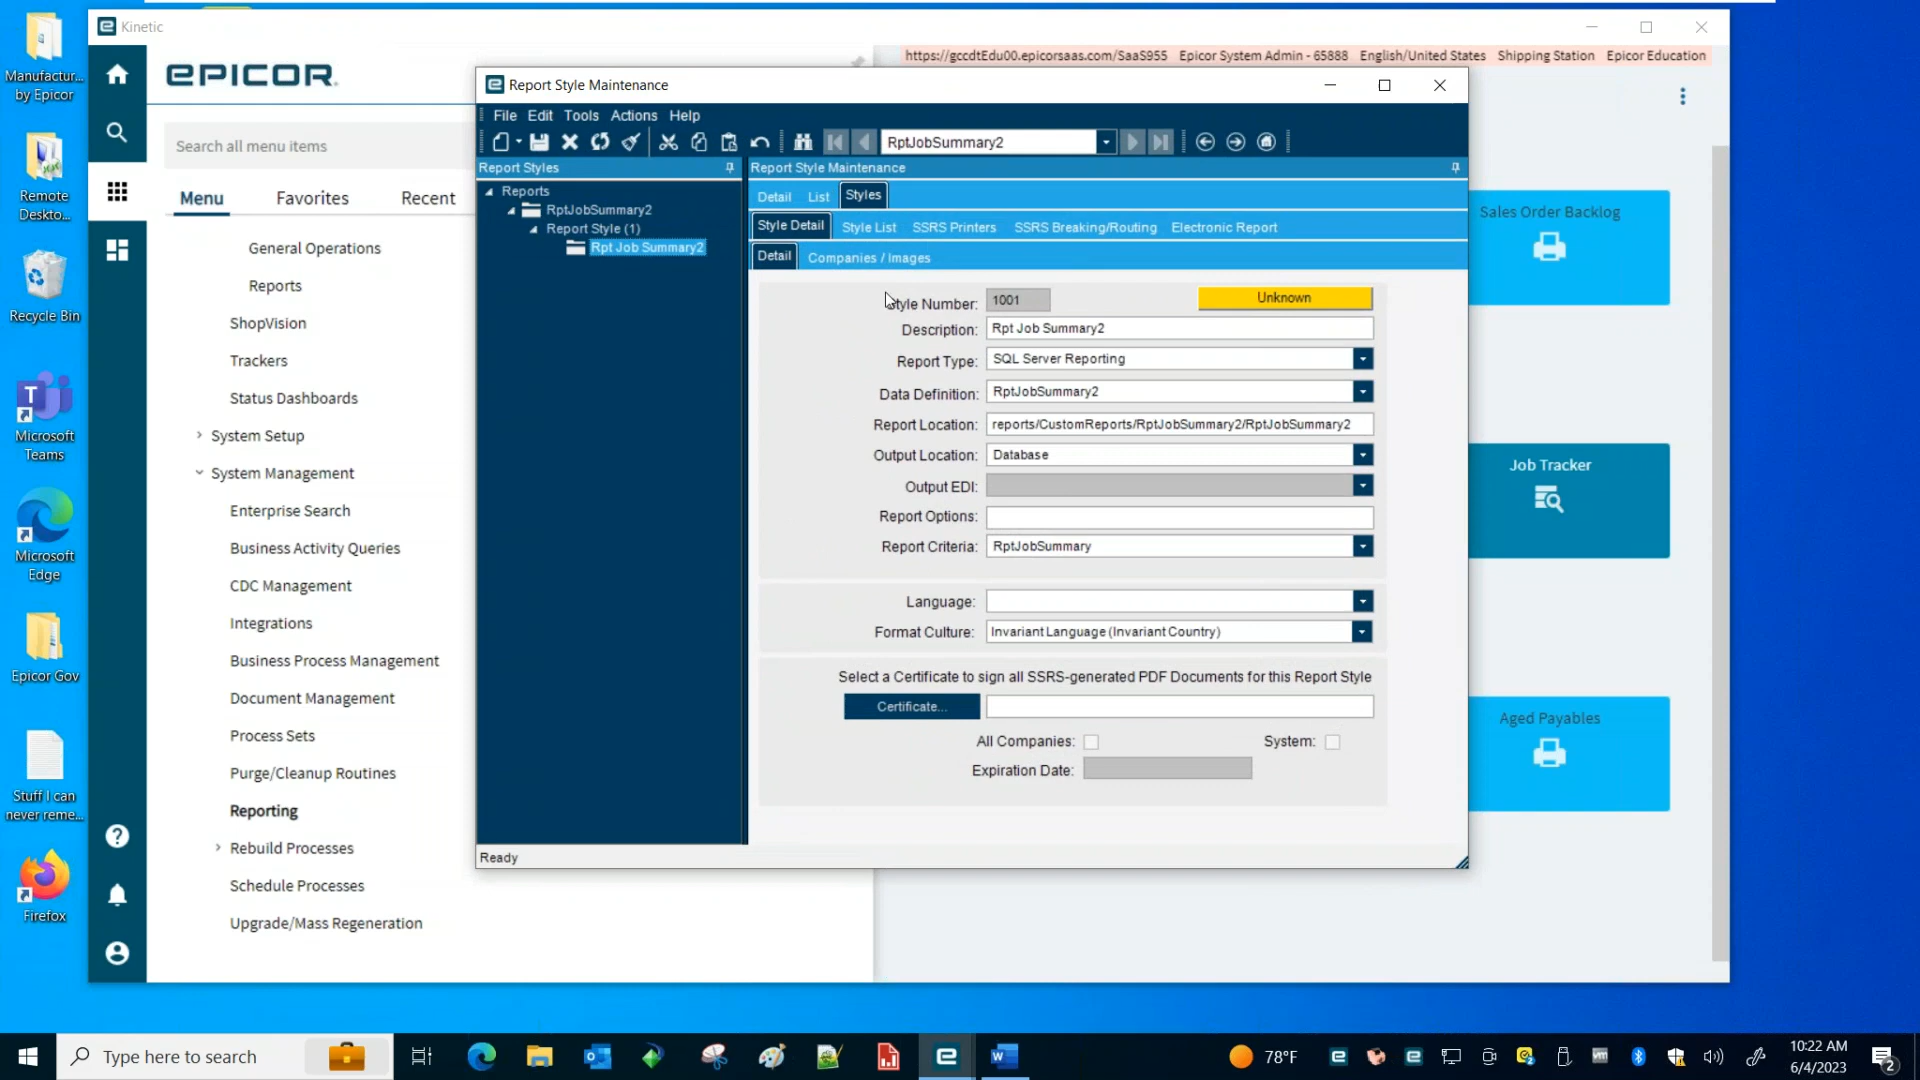 Kinetic
https://gccdtEdu00.epicorsaas.com/SaaS955 Epicor System Admin - 65888 English/United States Shipping Station Epicor Education
EPICOR
Search all menu items
Menu Favorites Recent
General Operations
Reports
ShopVision
Trackers
Status Dashboards
System Setup
System Management
Enterprise Search
Business Activity Queries
CDC Management
Integrations
Business Process Management
Document Management
Process Sets
Purge/Cleanup Routines
Reporting
Rebuild Processes
Schedule Processes
Upgrade/Mass Regeneration
Manufactur...
by Epicor
Remote
Deskto...
Recycle Bin
Microsoft
Teams
Microsoft
Edge
Epicor Gov
Stuff I can
never reme...
Firefox
Report Style Maintenance
File Edit Tools Actions Help
RptJobSummary2
Report Styles
Reports
RptJobSummary2
Report Style (1)
Rpt Job Summary2
Report Style Maintenance
Detail List Styles
Style Detail Style List SSRS Printers SSRS Breaking/Routing Electronic Report
Detail Companies / Images
Style Number: 1001 Unknown
Description: Rpt Job Summary2
Report Type: SQL Server Reporting
Data Definition: RptJobSummary2
Report Location: reports/CustomReports/RptJobSummary2/RptJobSummary2
Output Location: Database
Output EDI:
Report Options:
Report Criteria: RptJobSummary
Language:
Format Culture: Invariant Language (Invariant Country)
Select a Certificate to sign all SSRS-generated PDF Documents for this Report Style
Certificate...
All Companies: System:
Expiration Date:
Ready
Sales Order Backlog
Job Tracker
Aged Payables
Type here to search
78°F
10:22 AM
6/4/2023
2